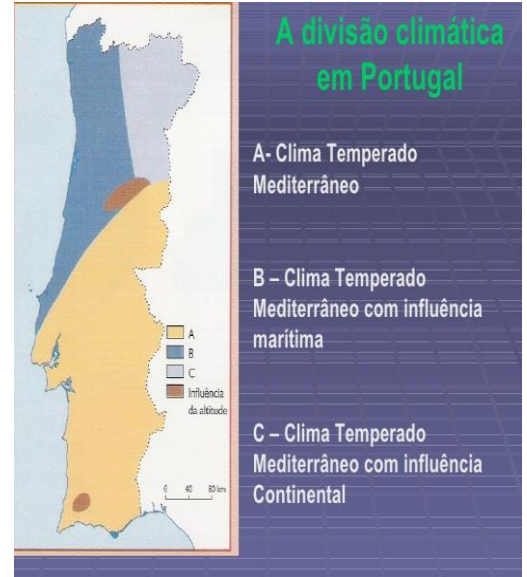 A divisão climática
em Portugal
A- Clima Temperado
Mediterrâneo
B – Clima Temperado
Mediterrâneo com influência
marítima
C – Clima Temperado
Mediterrâneo com influência
Continental
A
B
C
Influência
da altitude
0 40 80 km